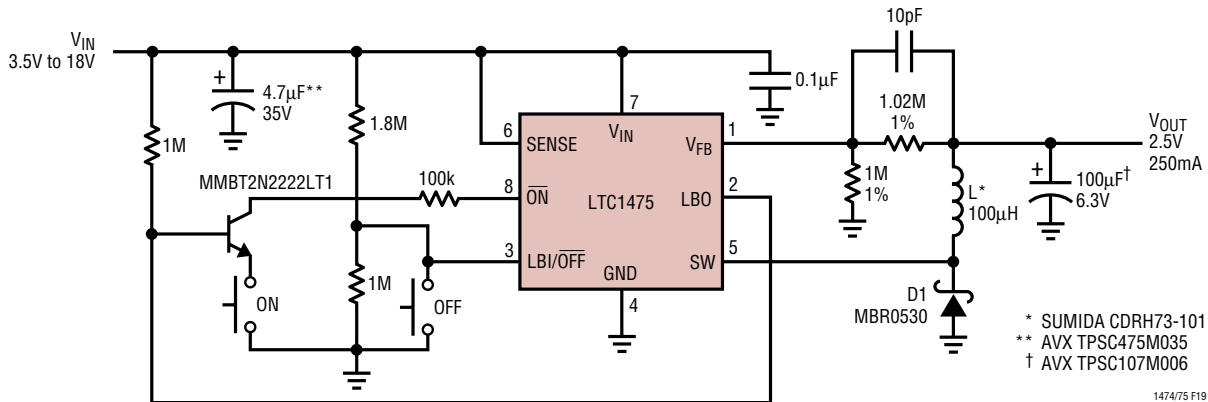 10pF
V_IN
3.5V to 18V
4.7µF**
35V
0.1µF
7
1.02M
1%
1.8M
1M
6
SENSE
V_IN
V_FB
1
V_OUT
2.5V
250mA
MMBT2N2222LT1
100k
8
O̅N̅
LTC1475
LBO
2
1M
1%
L*
100µH
100µF†
6.3V
3
LBI/O̅F̅F̅
GND
SW
5
1M
ON
OFF
4
D1
MBR0530
* SUMIDA CDRH73-101
** AVX TPSC475M035
† AVX TPSC107M006
1474/75 F19